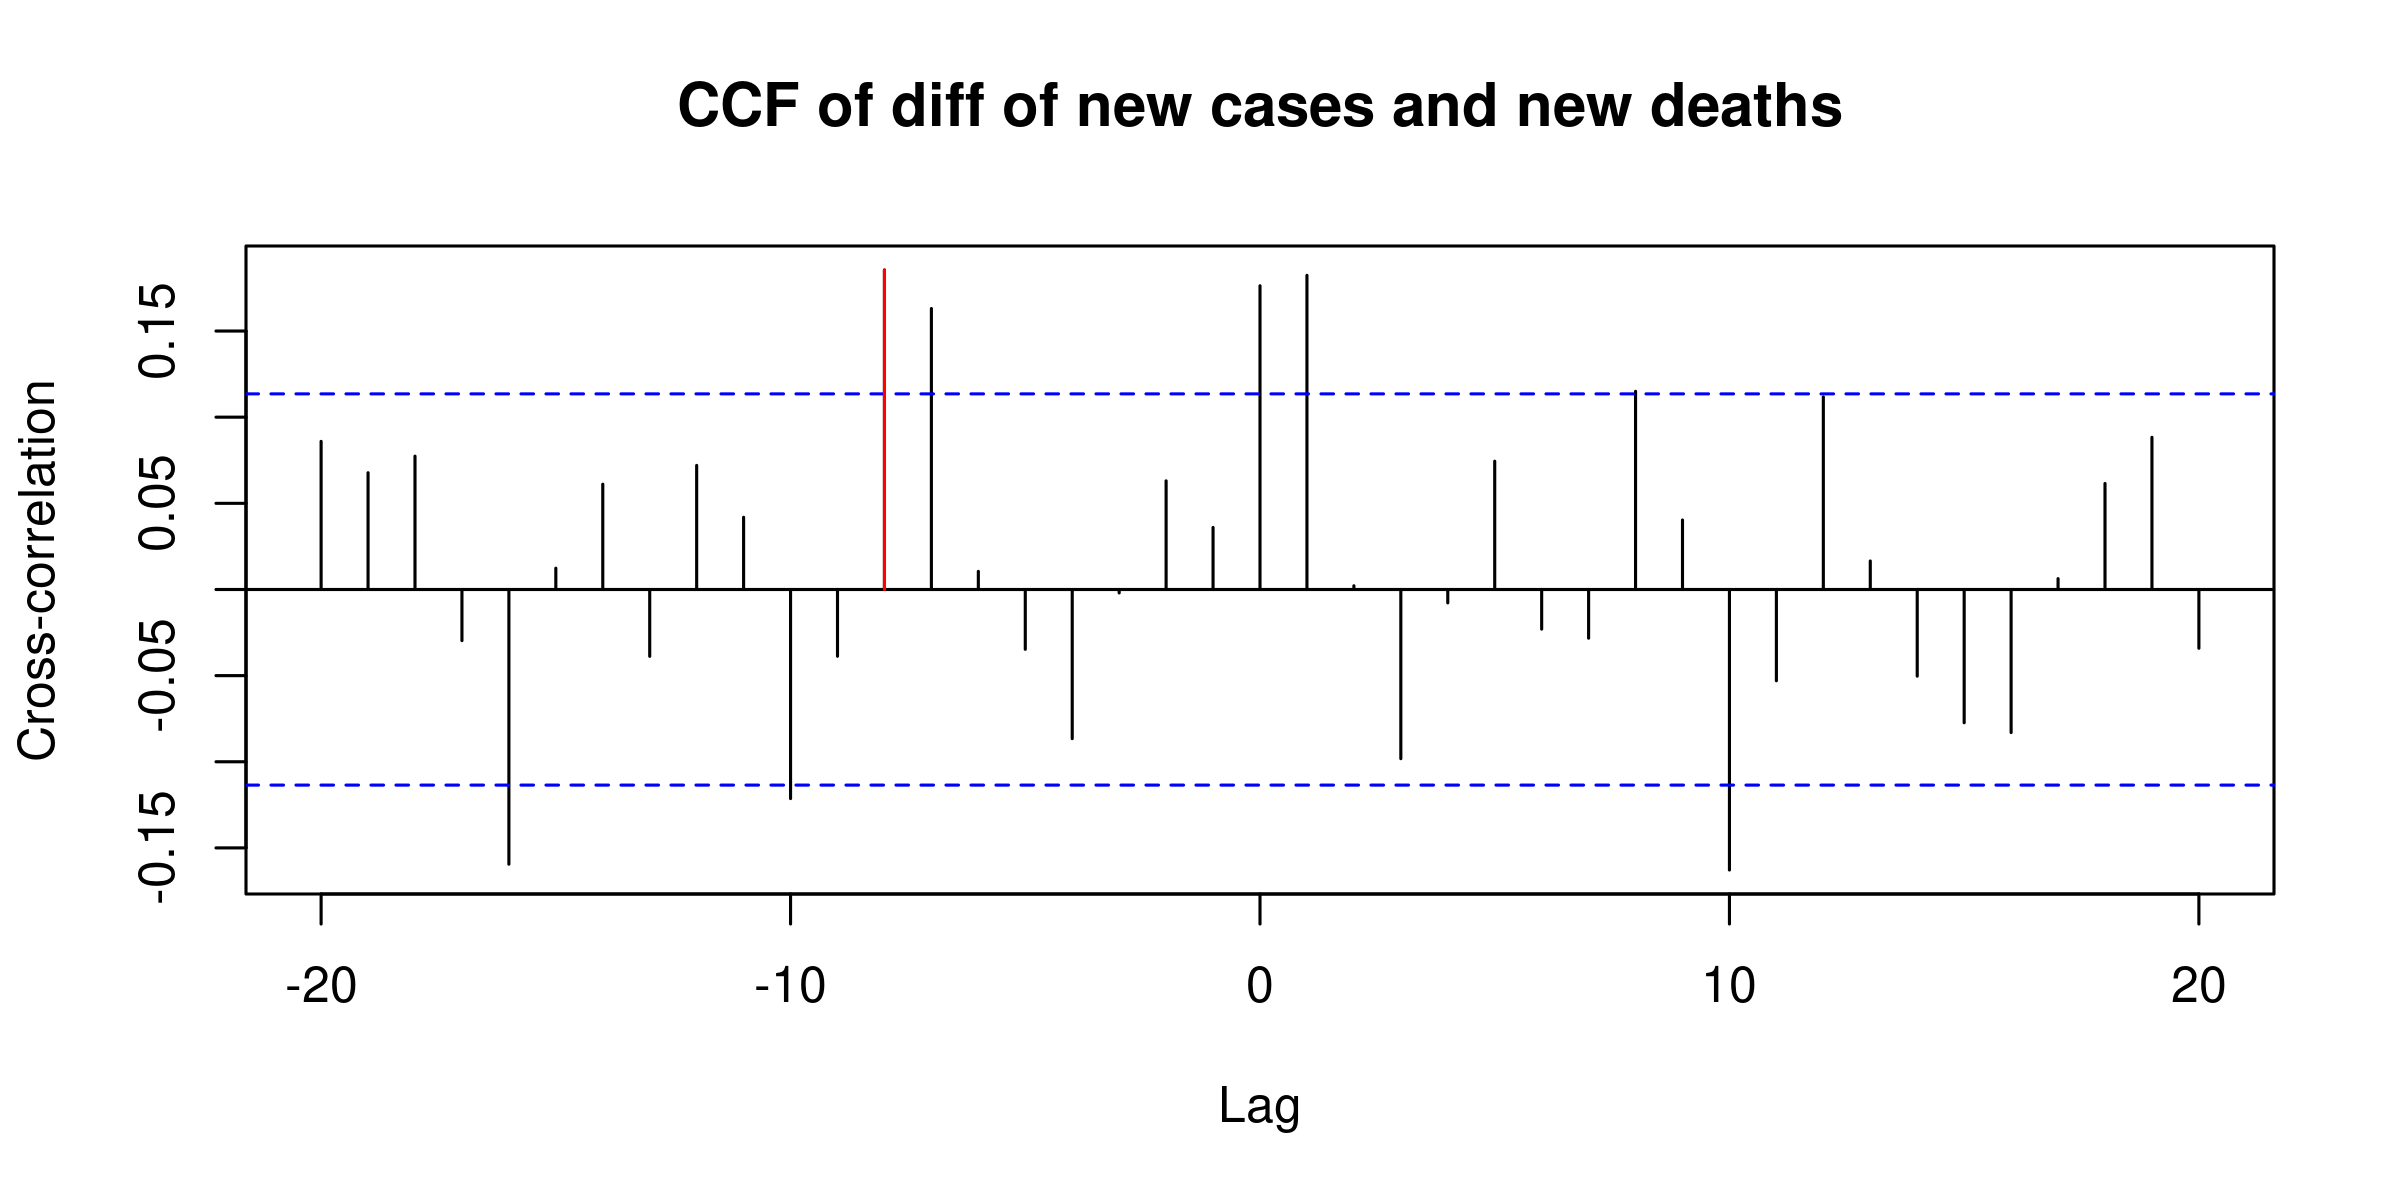 CCF of diff of new cases and new deaths
Cross-correlation
0.15
0.05
-0.05
-0.15
-20 -10 0 10 20
Lag